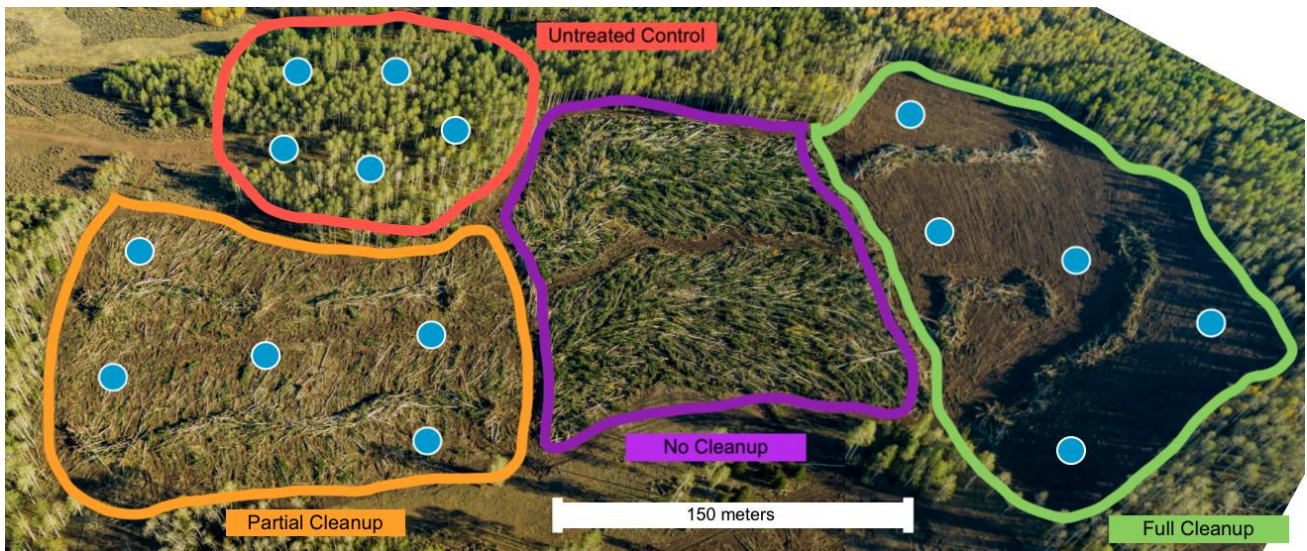 Untreated Control
No Cleanup
150 meters
Partial Cleanup
Full Cleanup